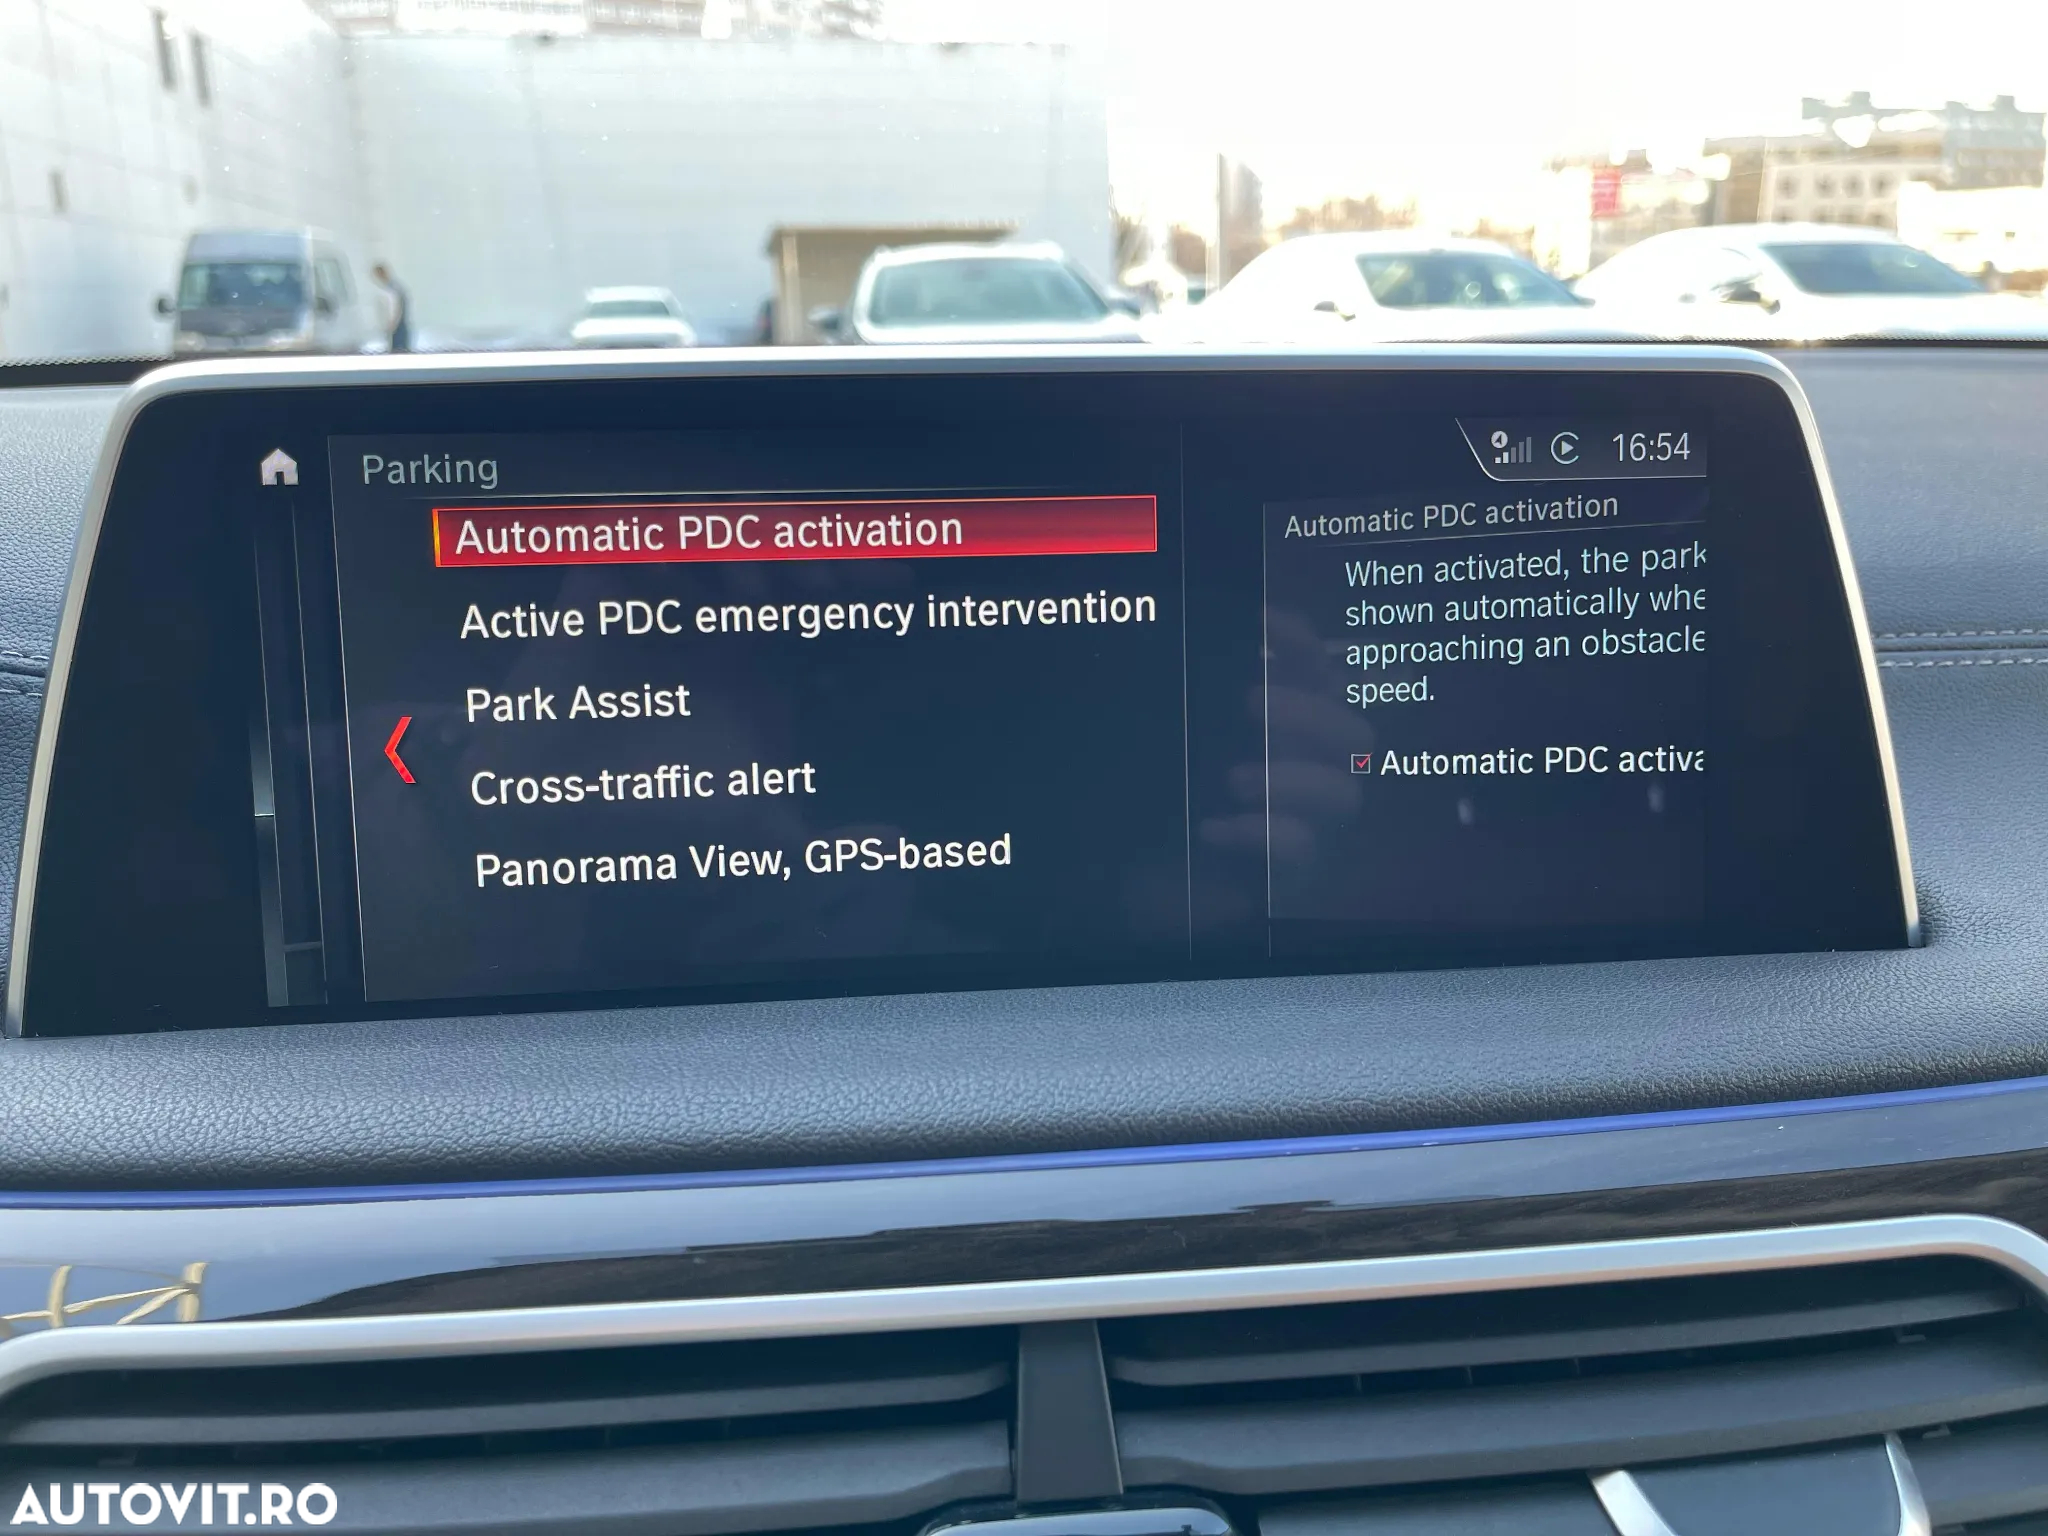 Parking
16:54
Automatic PDC activation
Active PDC emergency intervention
Park Assist
Cross-traffic alert
Panorama View, GPS-based
Automatic PDC activation
When activated, the park
shown automatically whe
approaching an obstacle
speed.
Automatic PDC activa
AUTOVIT.RO